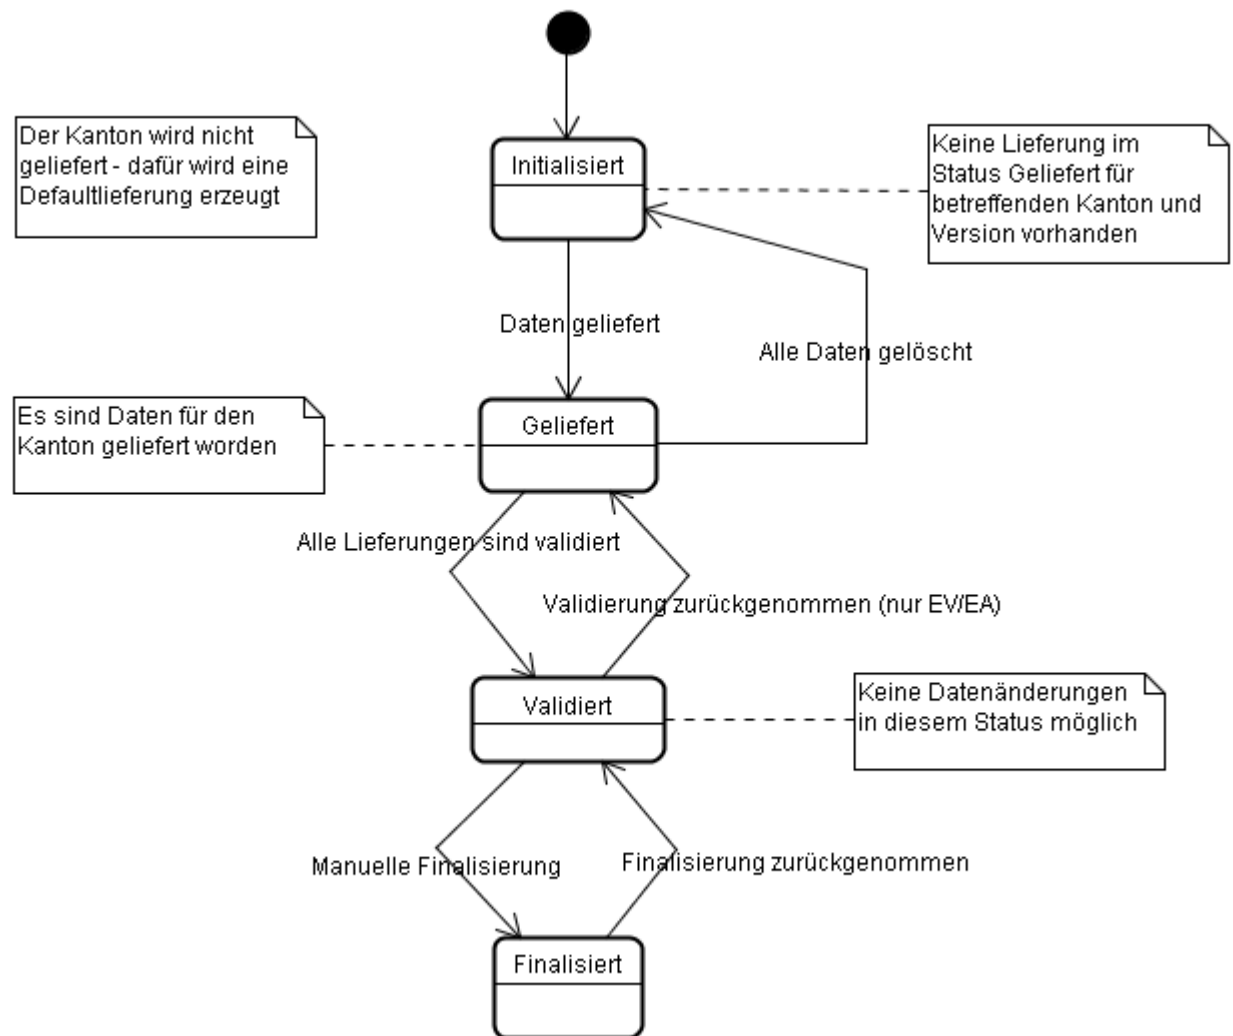 Der Kanton wird nicht
geliefert - dafür wird eine
Defaultlieferung erzeugt
Initialisiert
Keine Lieferung im
Status Geliefert für
betreffenden Kanton und
Version vorhanden
Daten geliefert
Alle Daten gelöscht
Es sind Daten für den
Kanton geliefert worden
Geliefert
Alle Lieferungen sind validiert
Validierung zurückgenommen (nur EV/EA)
Validiert
Keine Datenänderungen
in diesem Status möglich
Manuelle Finalisierung
Finalisierung zurückgenommen
Finalisiert